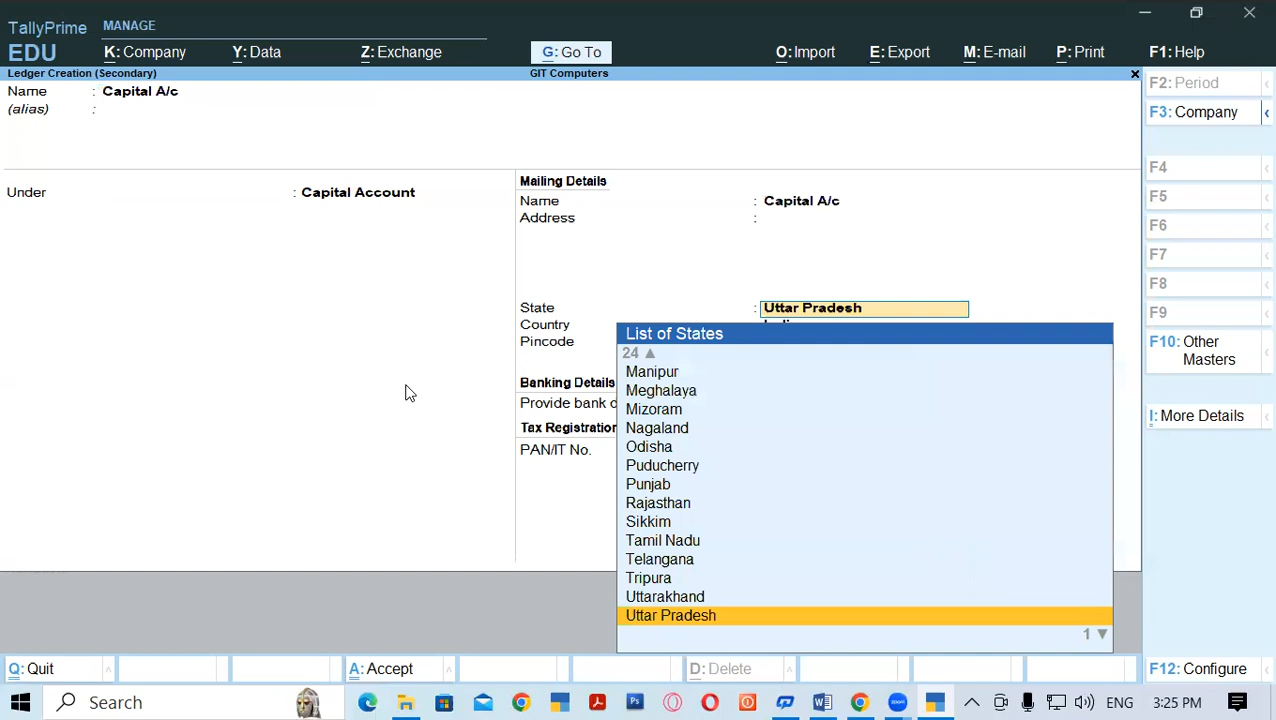 TallyPrime
MANAGE
EDU
K: Company
Y: Data
Z: Exchange
G: Go To
O: Import
E: Export
M: E-mail
P: Print
F1: Help
Ledger Creation (Secondary)
GIT Computers
Name : Capital A/c
(alias) :
Under : Capital Account
Mailing Details
Name : Capital A/c
Address :
State : Uttar Pradesh
Country
Pincode
Banking Details
Provide bank
Tax Registration
PAN/IT No.
List of States
24 ▲
Manipur
Meghalaya
Mizoram
Nagaland
Odisha
Puducherry
Punjab
Rajasthan
Sikkim
Tamil Nadu
Telangana
Tripura
Uttarakhand
Uttar Pradesh
1 ▼
F2: Period
F3: Company
F4
F5
F6
F7
F8
F9
F10: Other
Masters
I: More Details
F12: Configure
Q: Quit
A: Accept
D: Delete
Search
zoom
Ps
W
ENG
3:25 PM